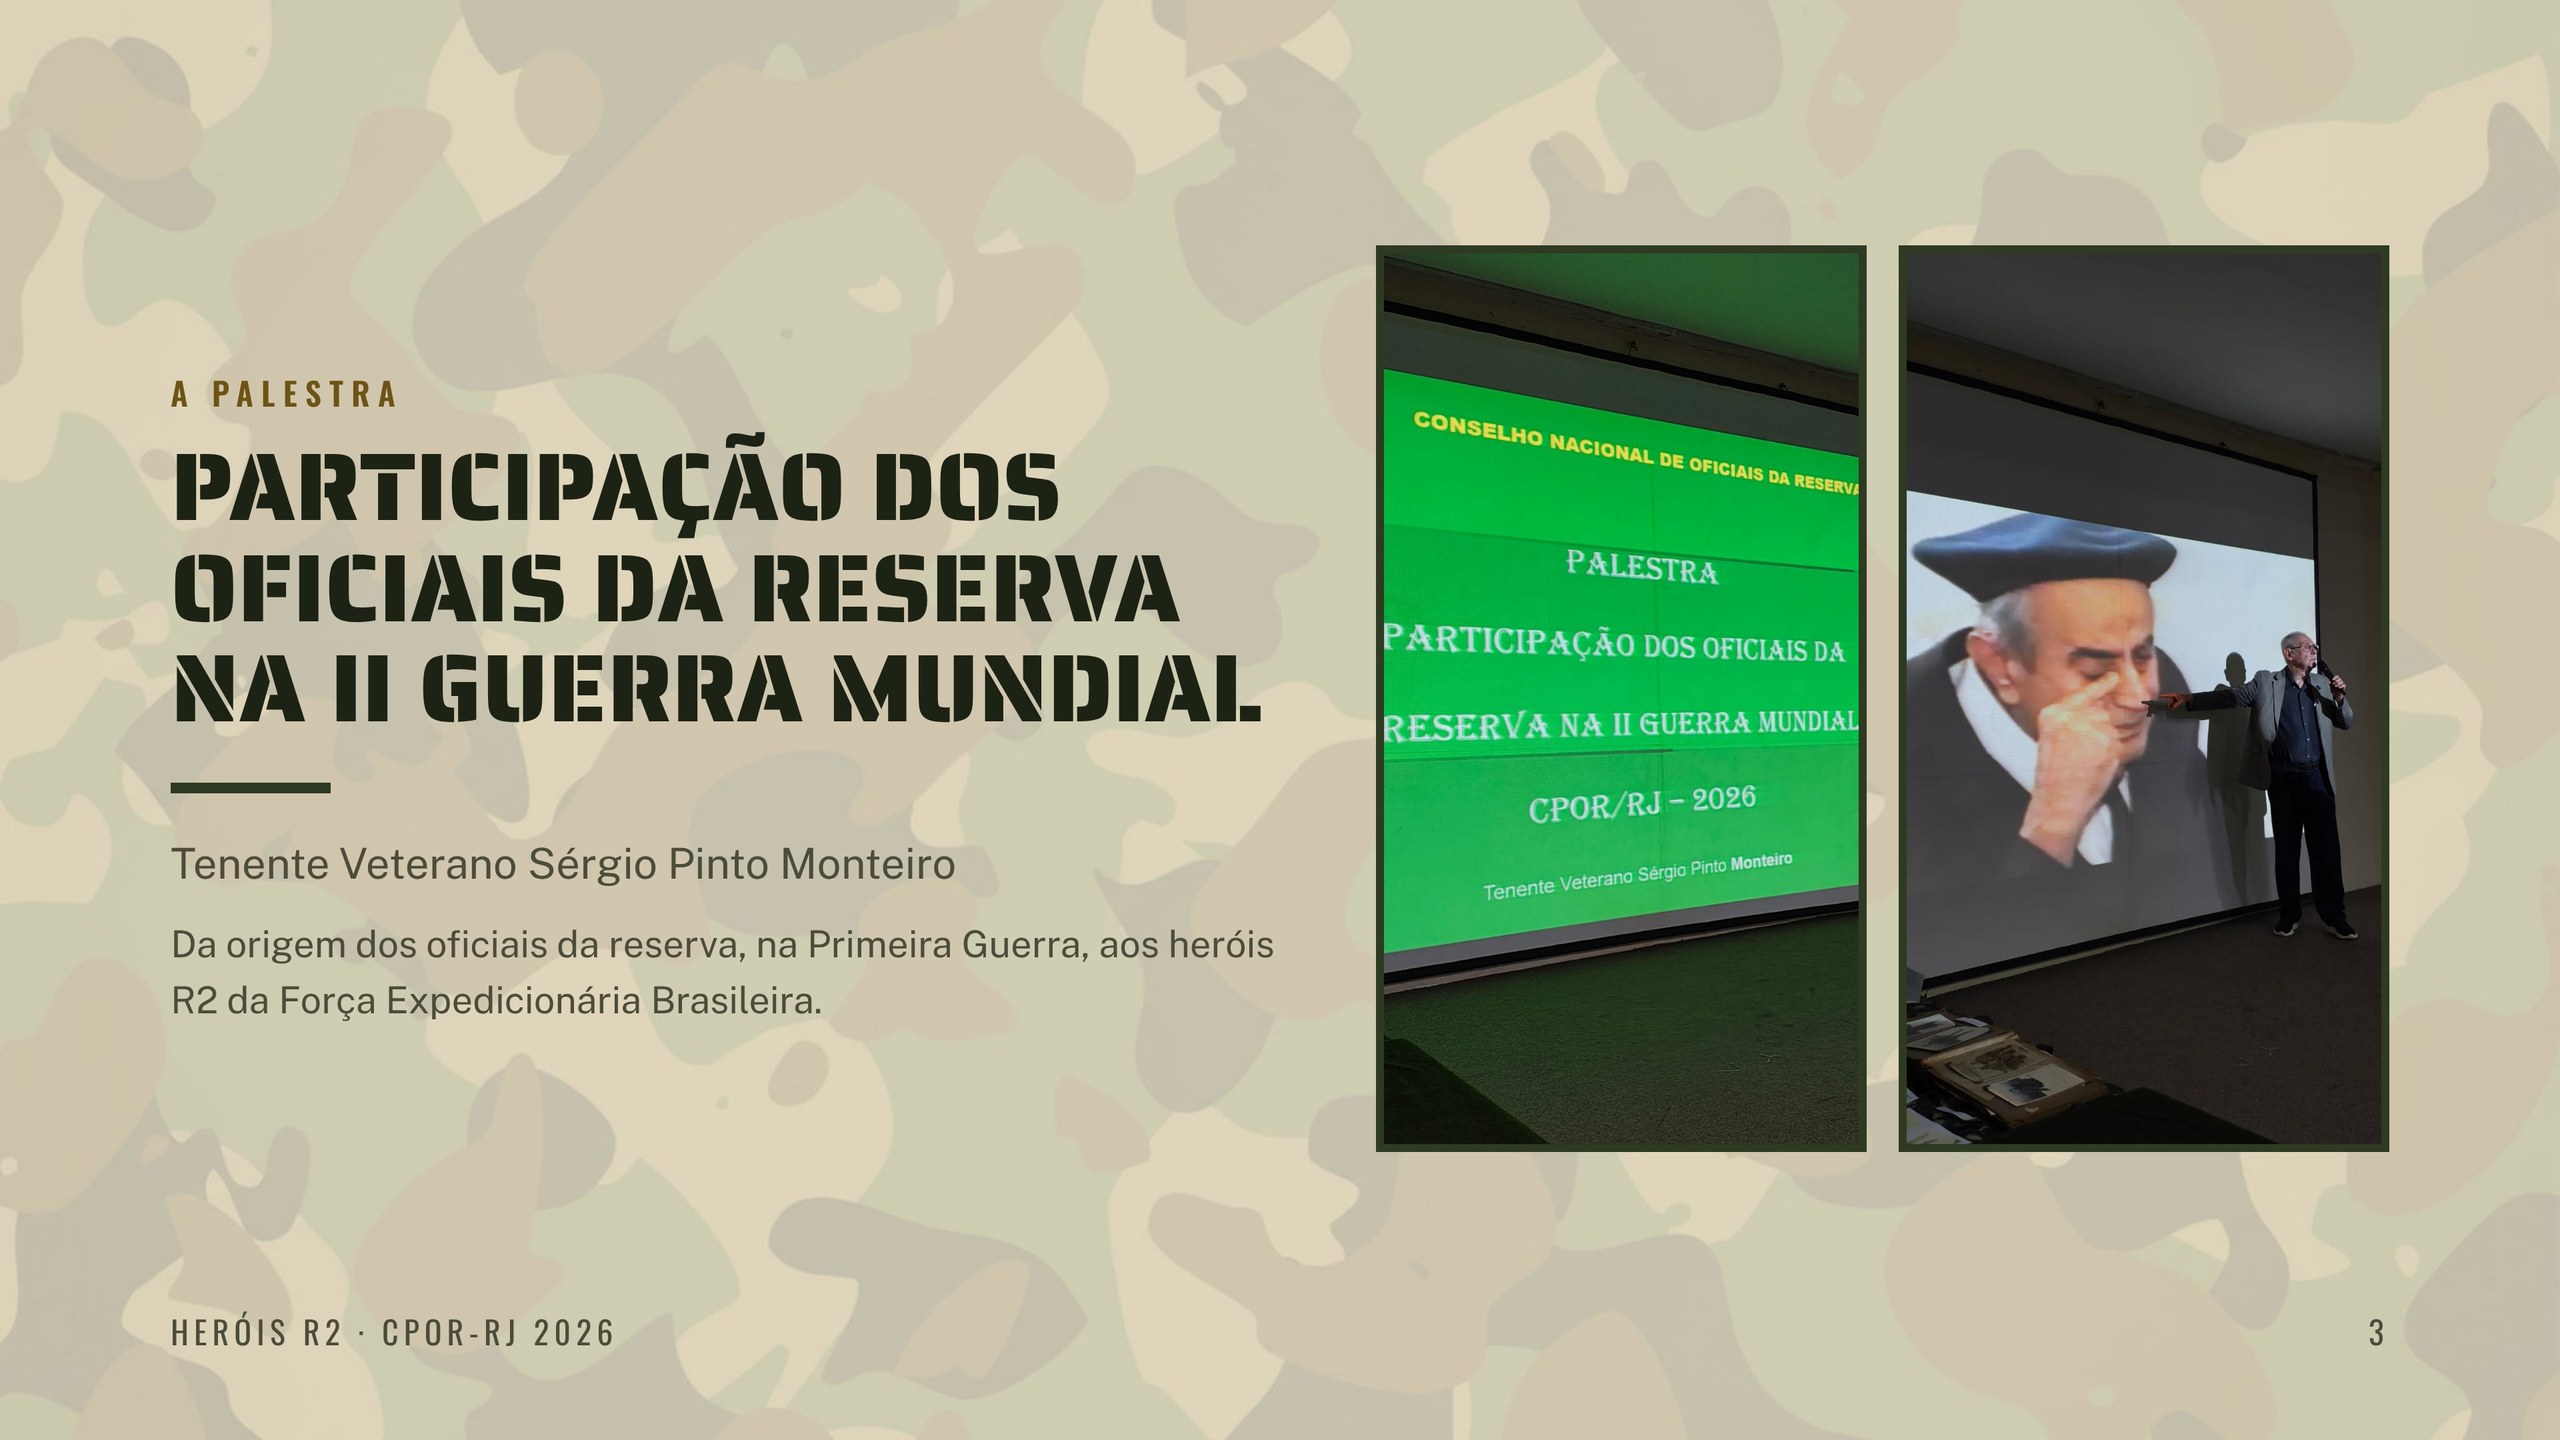 A PALESTRA
PARTICIPAÇÃO DOS
OFICIAIS DA RESERVA
NA II GUERRA MUNDIAL
Tenente Veterano Sérgio Pinto Monteiro
Da origem dos oficiais da reserva, na Primeira Guerra, aos heróis
R2 da Força Expedicionária Brasileira.
CONSELHO NACIONAL DE OFICIAIS DA RESERVA
PALESTRA
PARTICIPAÇÃO DOS OFICIAIS DA
RESERVA NA II GUERRA MUNDIAL
CPOR/RJ – 2026
Tenente Veterano Sérgio Pinto Monteiro
HERÓIS R2 · CPOR-RJ 2026
3